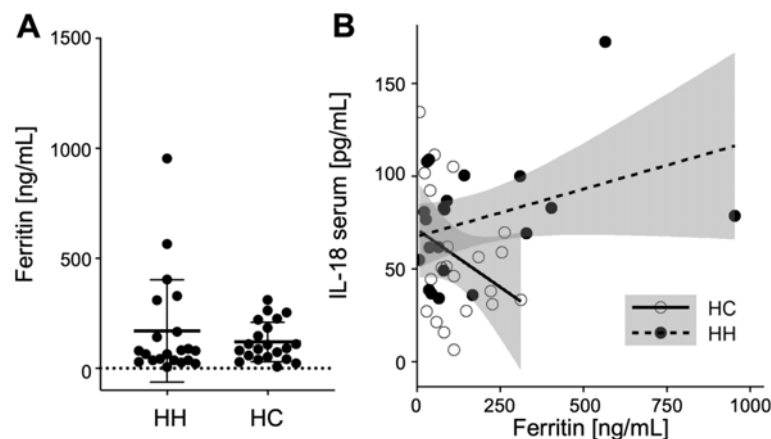 A
Ferritin [ng/mL]
1500
1000
500
0
HH
HC
B
IL-18 serum [pg/mL]
150
100
50
0
HC
HH
0
250
500
750
1000
Ferritin [ng/mL]